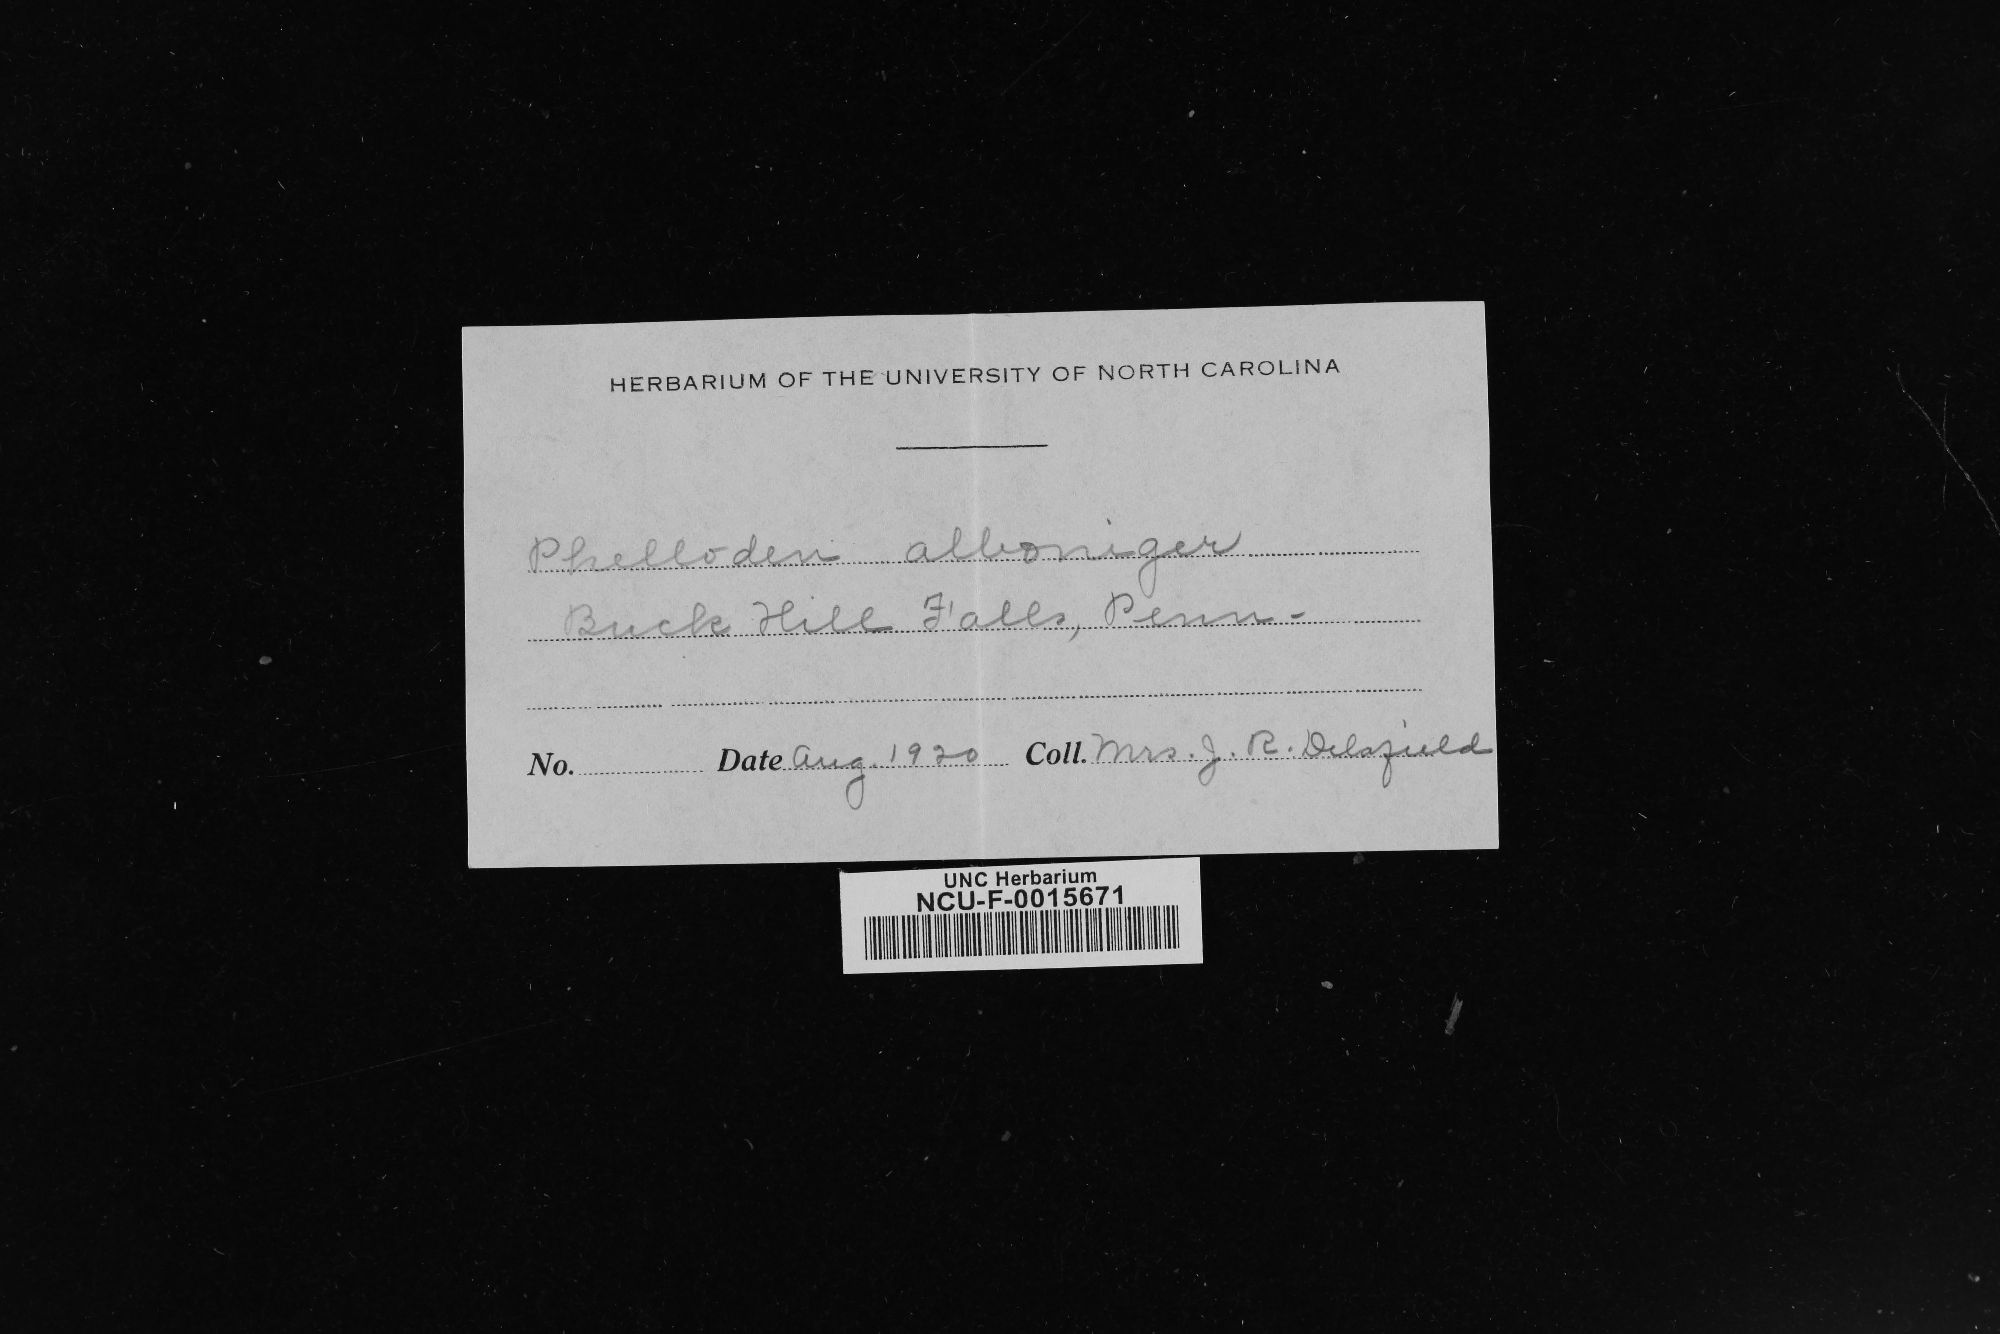 HERBARIUM OF THE UNIVERSITY OF NORTH CAROLINA
Phellodon alboniger
Buck Hill Falls, Penn-
No. Date Aug. 1920 Coll. Mrs. J. R. Delafield
UNC Herbarium
NCU-F-0015671